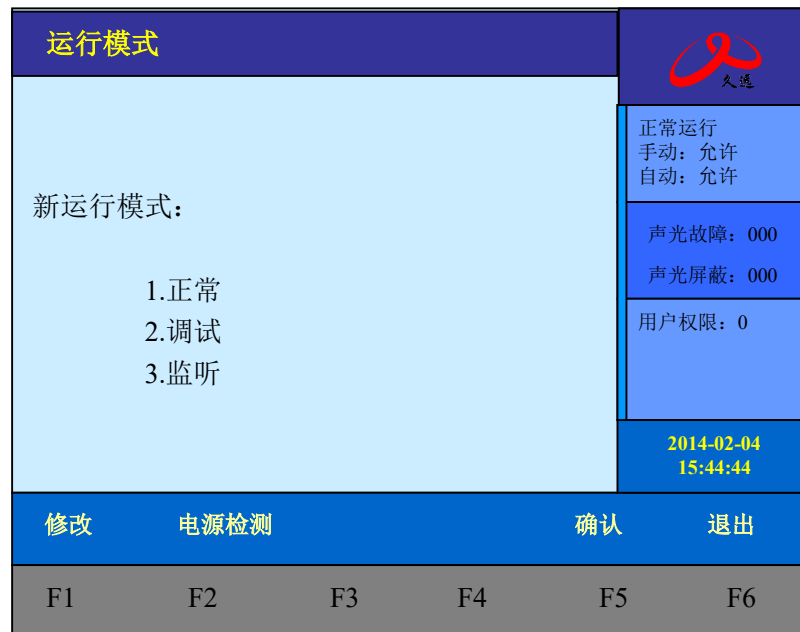 运行模式
久远
正常运行
手动：允许
自动：允许
新运行模式：
声光故障：000
声光屏蔽：000
1.正常
2.调试
3.监听
用户权限：0
2014-02-04
15:44:44
修改 电源检测 确认 退出
F1 F2 F3 F4 F5 F6